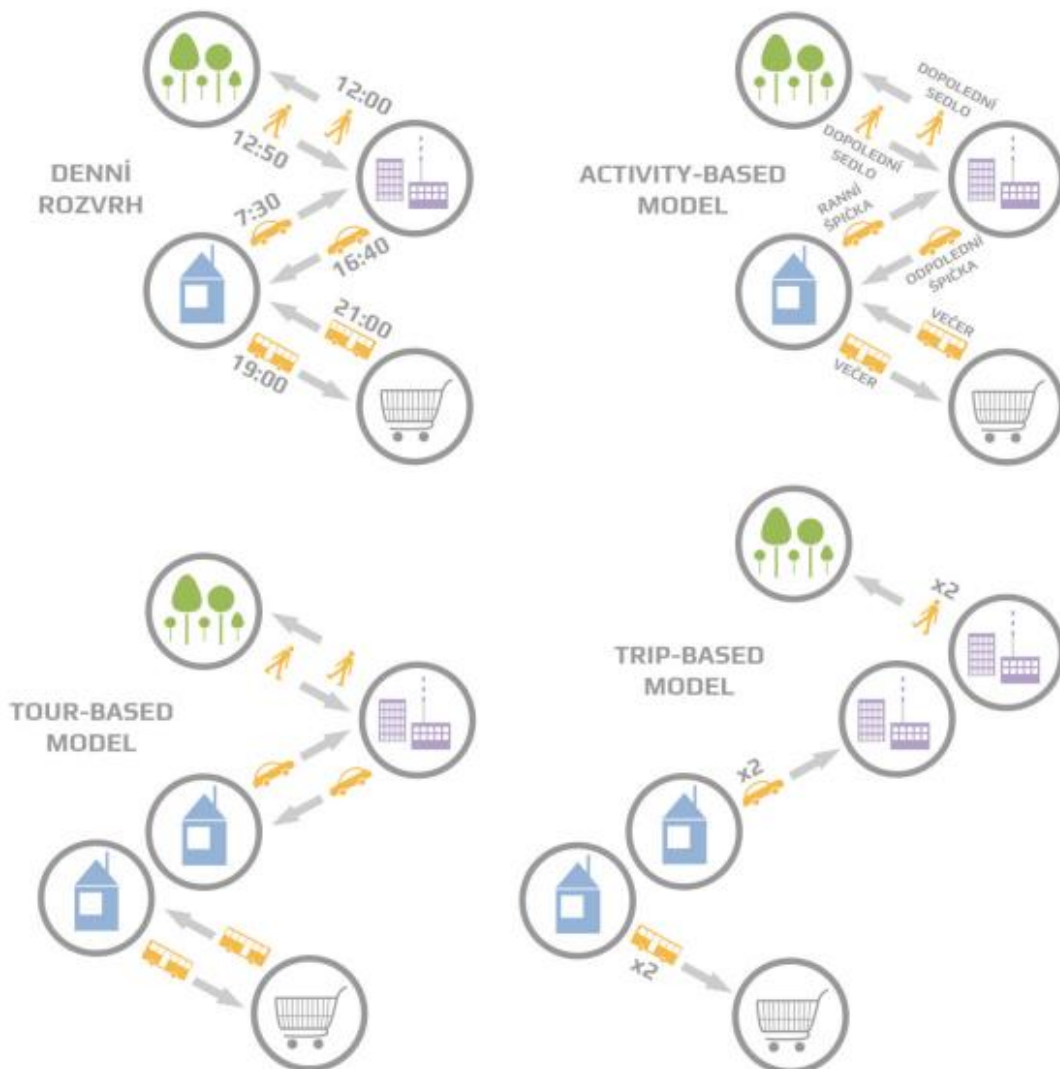 DENNÍ
ROZVRH
12:00
12:50
7:30
16:40
21:00
19:00
ACTIVITY-BASED
MODEL
DOPOLEDNÍ
SEDLO
DOPOLEDNÍ
SEDLO
RANNÍ
ŠPIČKA
ODPOLEDNÍ
ŠPIČKA
VEČER
VEČER
TOUR-BASED
MODEL
TRIP-BASED
MODEL
x2
x2
x2